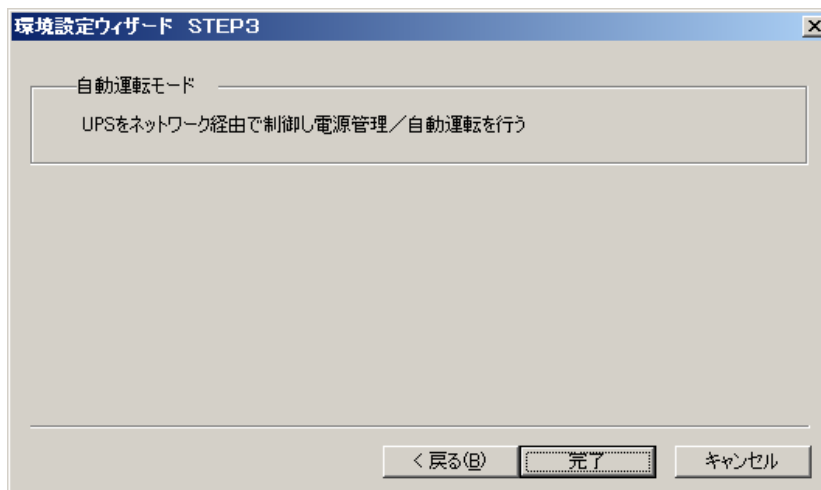 環境設定ウィザード STEP3
自動運転モード
UPSをネットワーク経由で制御し電源管理／自動運転を行う
< 戻る(B)
完了
キャンセル